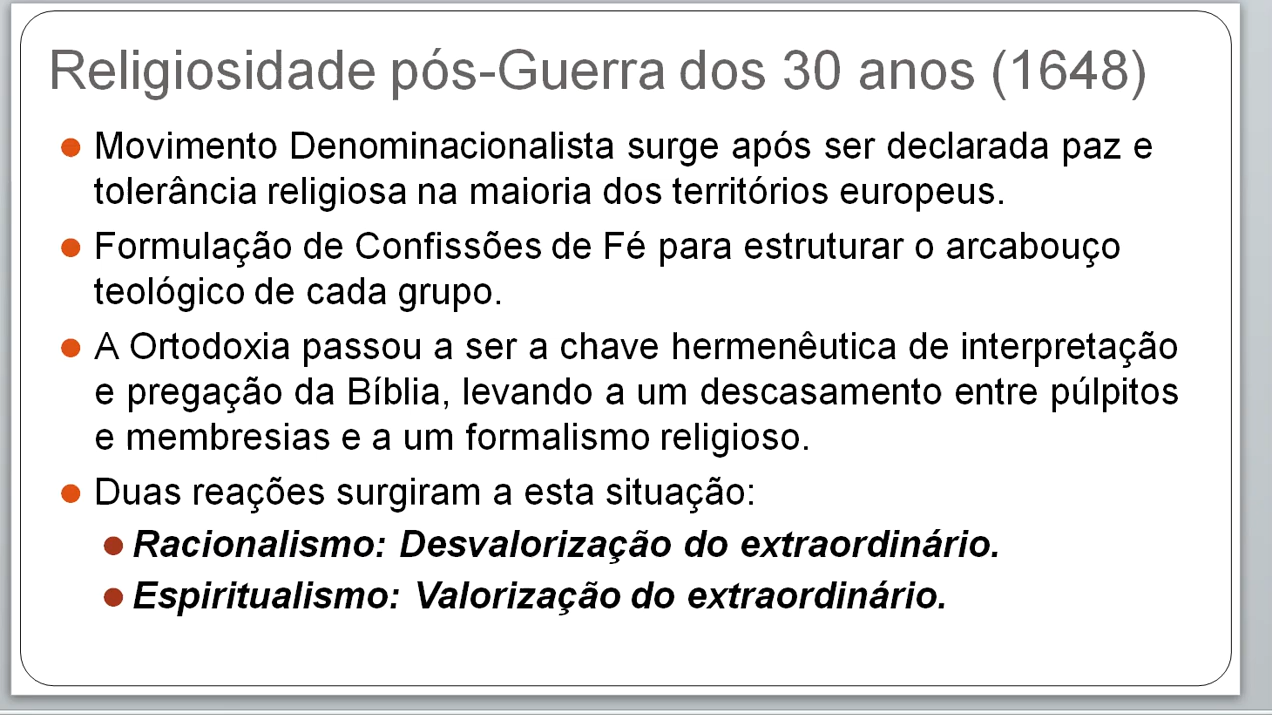 Religiosidade pós-Guerra dos 30 anos (1648)
Movimento Denominacionalista surge após ser declarada paz e
tolerância religiosa na maioria dos territórios europeus.
Formulação de Confissões de Fé para estruturar o arcabouço
teológico de cada grupo.
A Ortodoxia passou a ser a chave hermenêutica de interpretação
e pregação da Bíblia, levando a um descasamento entre púlpitos
e membresias e a um formalismo religioso.
Duas reações surgiram a esta situação:
Racionalismo: Desvalorização do extraordinário.
Espiritualismo: Valorização do extraordinário.